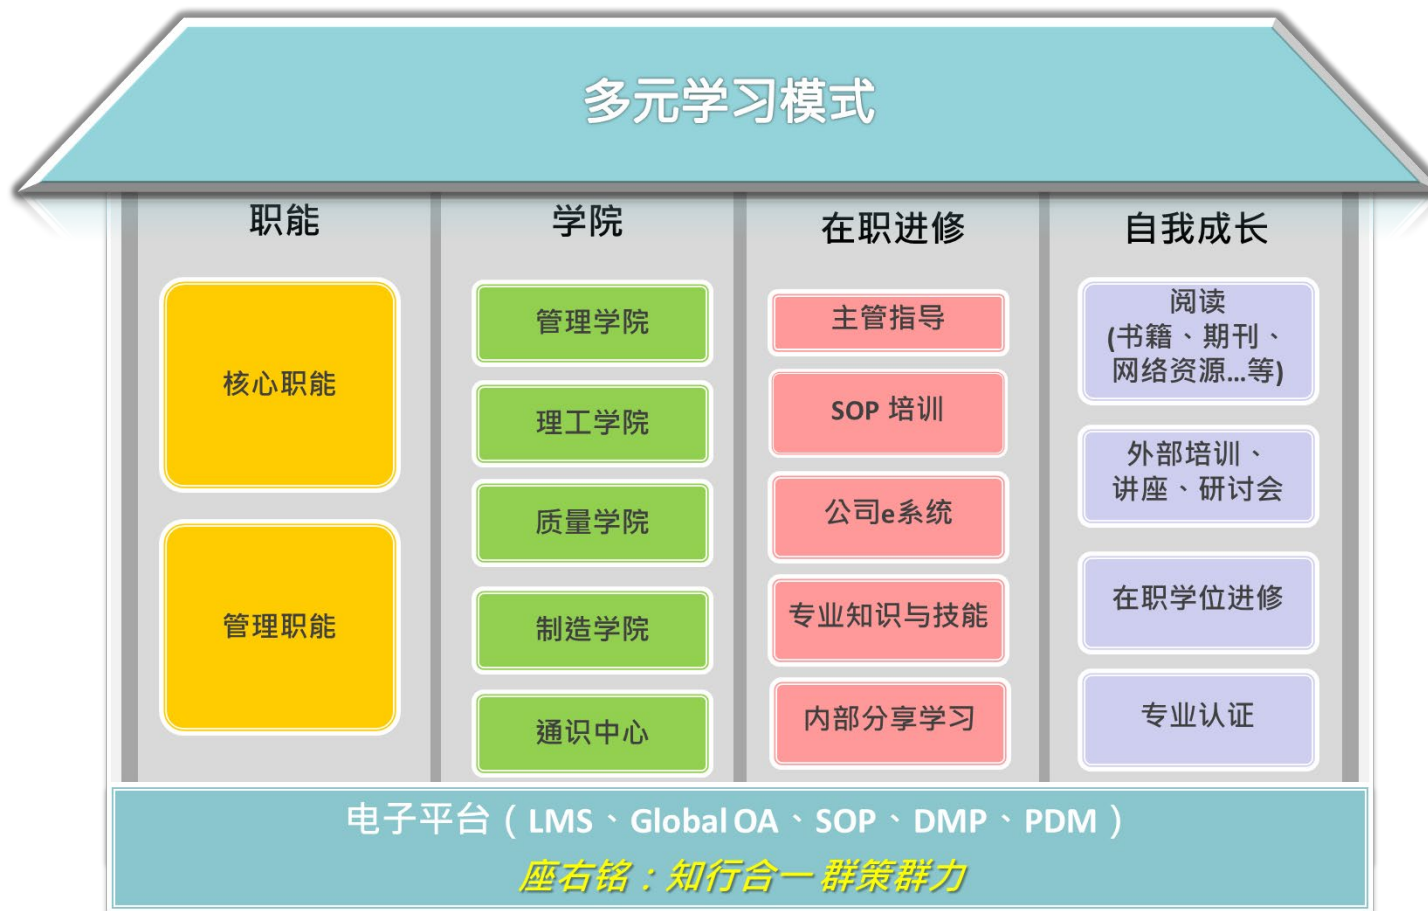 多元学习模式
职能
核心职能
管理职能
学院
管理学院
理工学院
质量学院
制造学院
通识中心
在职进修
主管指导
SOP 培训
公司e系统
专业知识与技能
内部分享学习
自我成长
阅读
(书籍、期刊、
网络资源...等)
外部培训、
讲座、研讨会
在职学位进修
专业认证
电子平台（LMS、Global OA、SOP、DMP、PDM）
座右铭：知行合一 群策群力